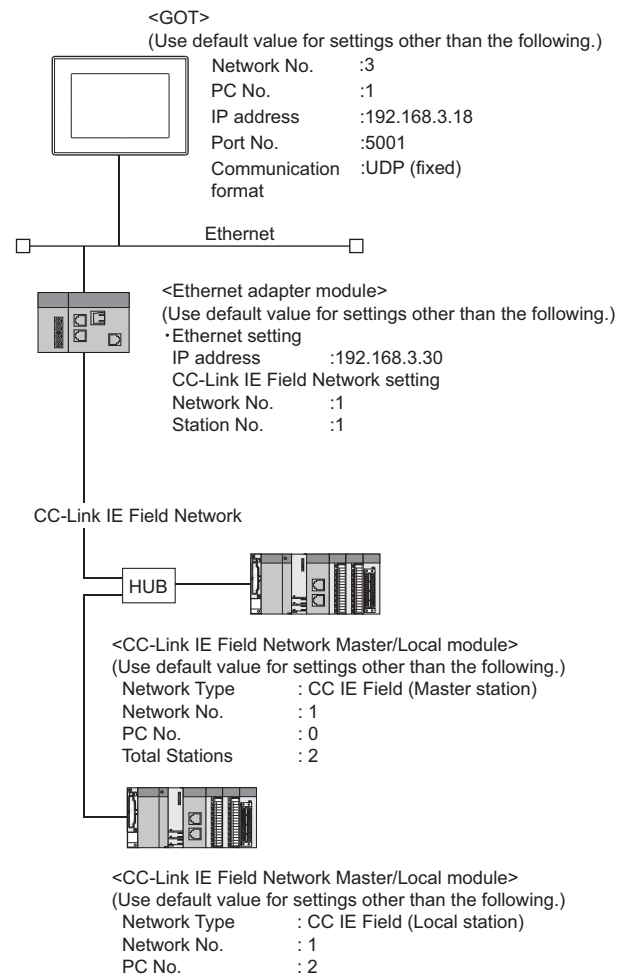 <GOT>
(Use default value for settings other than the following.)
Network No. :3
PC No. :1
IP address :192.168.3.18
Port No. :5001
Communication format :UDP (fixed)
Ethernet
<Ethernet adapter module>
(Use default value for settings other than the following.)
・Ethernet setting
IP address :192.168.3.30
CC-Link IE Field Network setting
Network No. :1
Station No. :1
CC-Link IE Field Network
HUB
<CC-Link IE Field Network Master/Local module>
(Use default value for settings other than the following.)
Network Type : CC IE Field (Master station)
Network No. : 1
PC No. : 0
Total Stations : 2
<CC-Link IE Field Network Master/Local module>
(Use default value for settings other than the following.)
Network Type : CC IE Field (Local station)
Network No. : 1
PC No. : 2